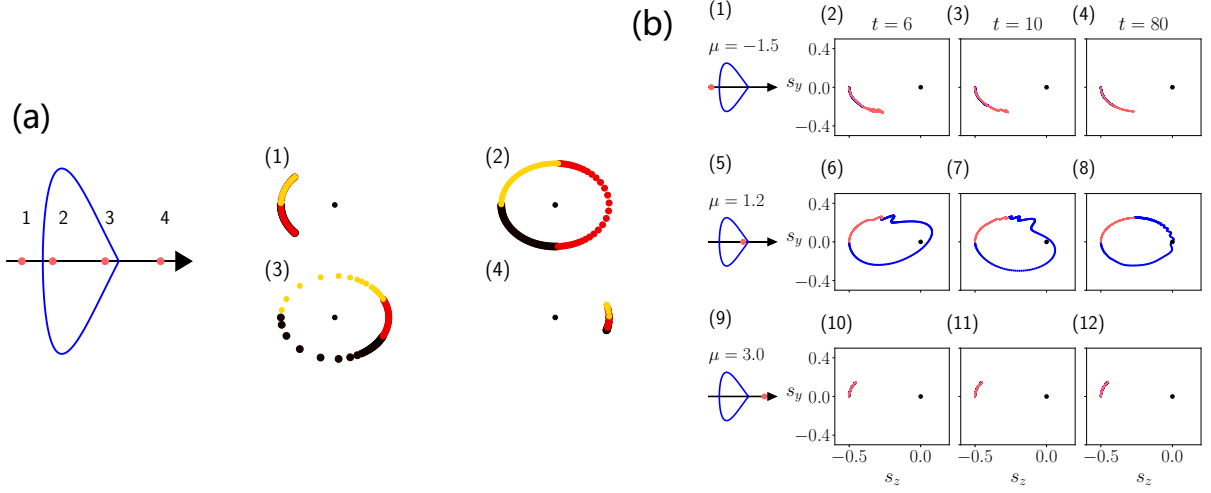 (a)
1 2 3 4
(1)
(2)
(3)
(4)
(b)
(1)
μ = −1.5
(2) t = 6
(3) t = 10
(4) t = 80
s_y
0.4
0.0
−0.4
(5)
μ = 1.2
(6)
(7)
(8)
s_y
0.4
0.0
−0.4
(9)
μ = 3.0
(10)
(11)
(12)
s_y
0.4
0.0
−0.4
−0.5 0.0
−0.5 0.0
−0.5 0.0
s_z
s_z
s_z